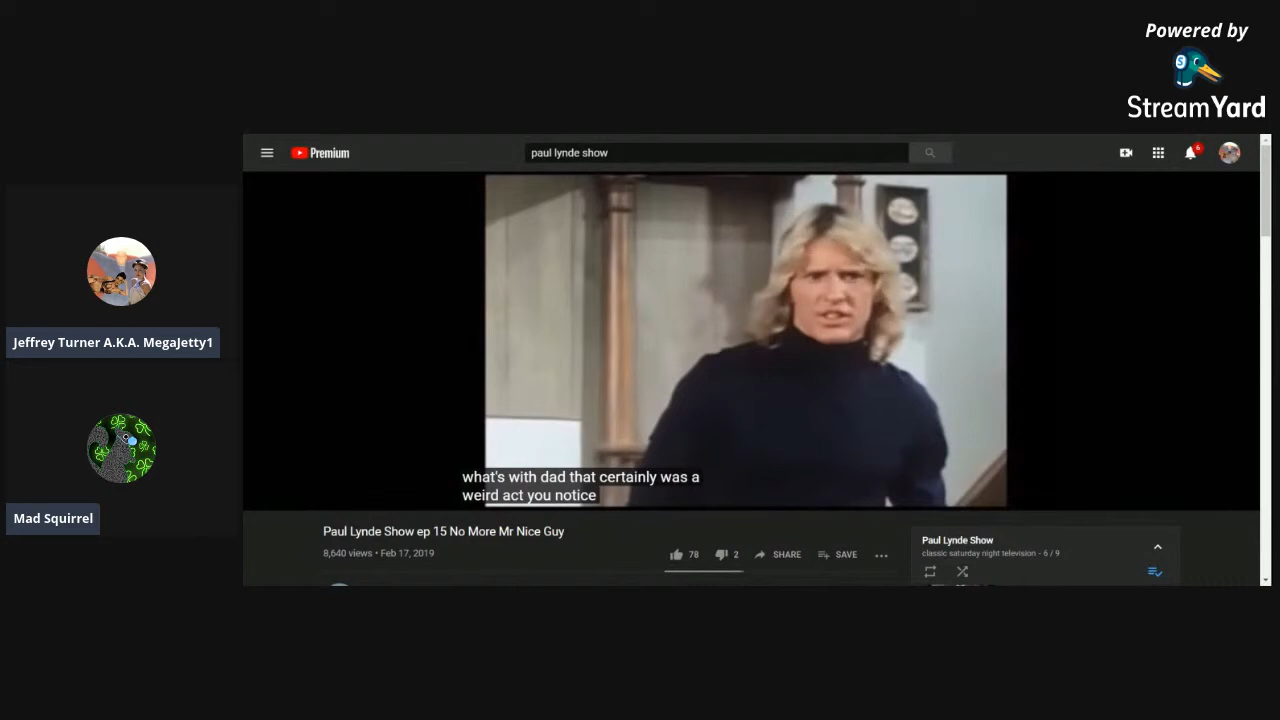 Powered by
StreamYard
Premium
paul lynde show
6
Jeffrey Turner A.K.A. MegaJetty1
Mad Squirrel
what's with dad that certainly was a
weird act you notice
Paul Lynde Show ep 15 No More Mr Nice Guy
8,640 views • Feb 17, 2019
78
2
SHARE
SAVE
Paul Lynde Show
classic saturday night television - 6 / 9